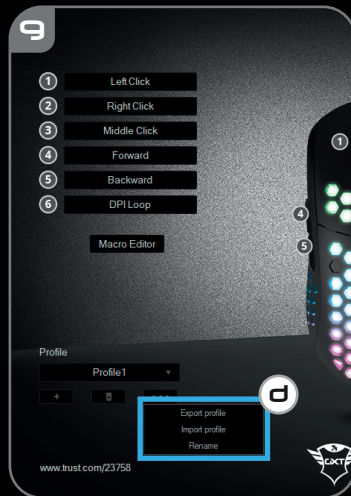 g
1 Left Click
2 Right Click
3 Middle Click
4 Forward
5 Backward
6 DPI Loop
1
4
5
Macro Editor
Profile
Profile1
+
d
Export profile
Import profile
Rename
www.trust.com/23758
GXT